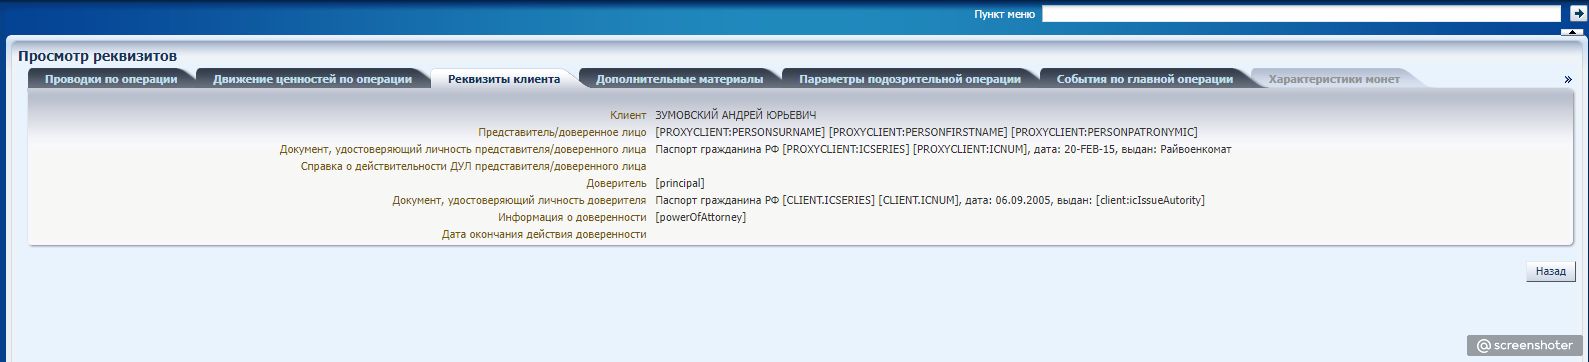 Пункт меню
Просмотр реквизитов
Проводки по операции Движение ценностей по операции Реквизиты клиента Дополнительные материалы Параметры подозрительной операции События по главной операции Характеристики монет »
Клиент ЗУМОВСКИЙ АНДРЕЙ ЮРЬЕВИЧ
Представитель/доверенное лицо [PROXYCLIENT:PERSONSURNAME] [PROXYCLIENT:PERSONFIRSTNAME] [PROXYCLIENT:PERSONPATRONYMIC]
Документ, удостоверяющий личность представителя/доверенного лица Паспорт гражданина РФ [PROXYCLIENT:ICSERIES] [PROXYCLIENT:ICNUM], дата: 20-FEB-15, выдан: Райвоенкомат
Справка о действительности ДУЛ представителя/доверенного лица
Доверитель [principal]
Документ, удостоверяющий личность доверителя Паспорт гражданина РФ [CLIENT.ICSERIES] [CLIENT.ICNUM], дата: 06.09.2005, выдан: [client:icIssueAutority]
Информация о доверенности [powerOfAttorney]
Дата окончания действия доверенности
Назад
@screenshoter